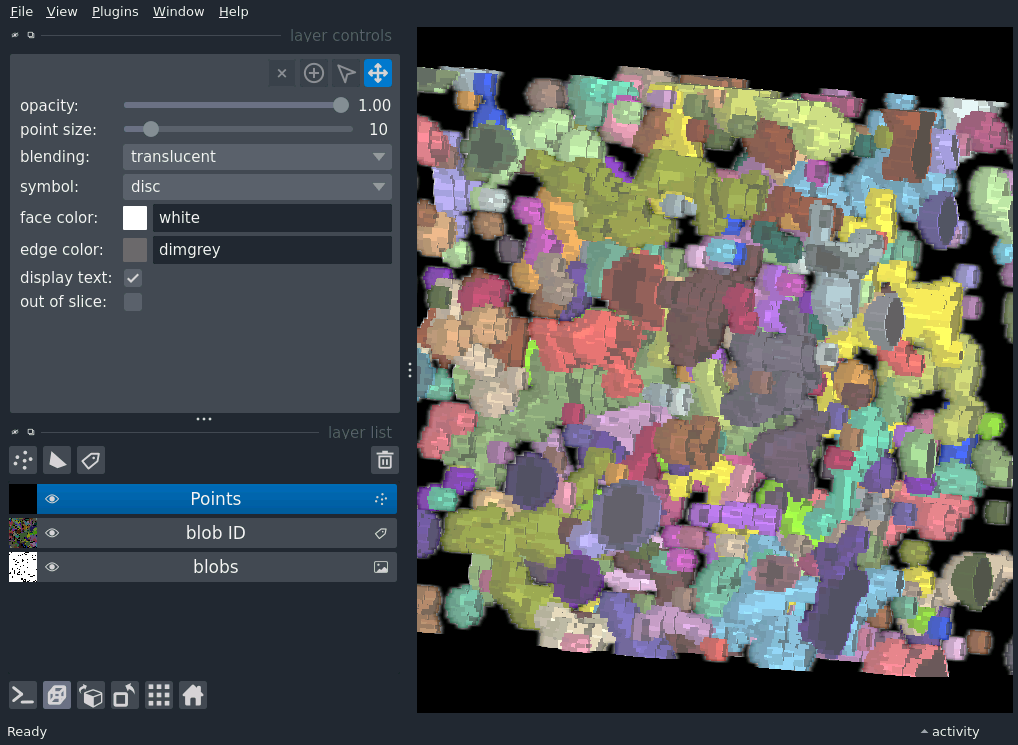 File View Plugins Window Help
layer controls
opacity: 1.00
point size: 10
blending: translucent
symbol: disc
face color: white
edge color: dimgrey
display text:
out of slice:
layer list
Points
blob ID
blobs
Ready activity